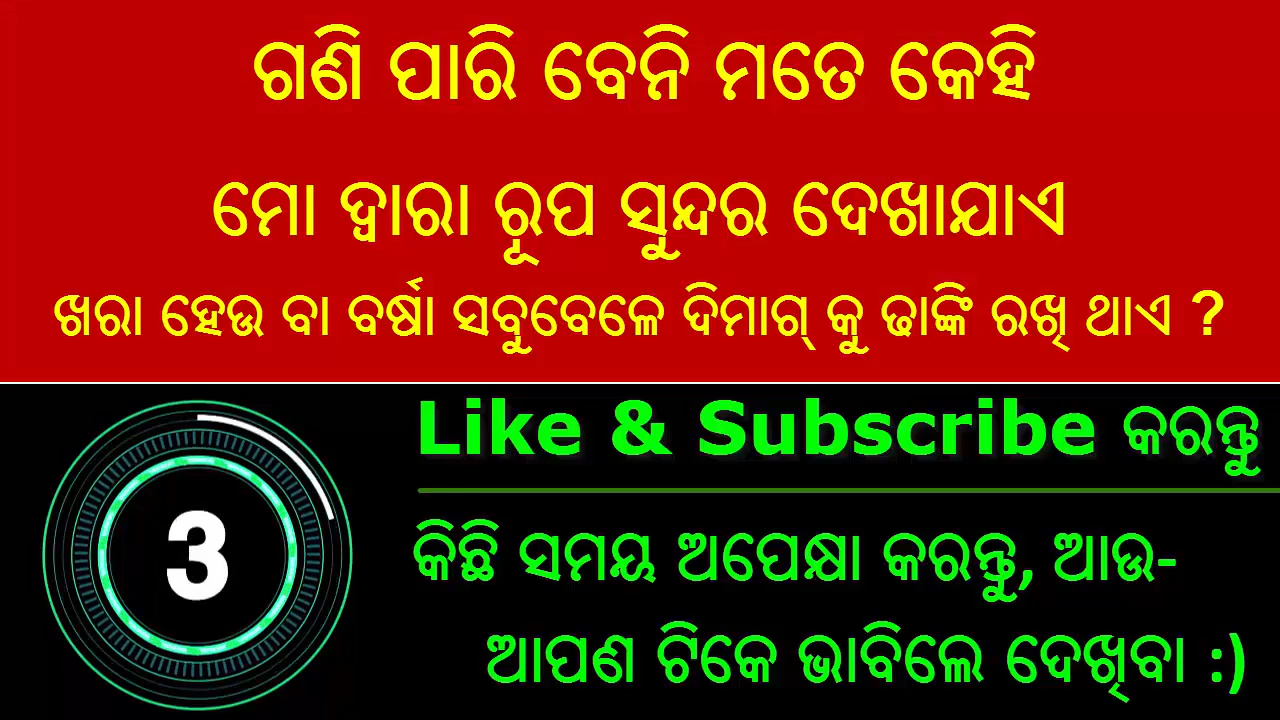 ଗଣି ପାରି ବେନି ମତେ କେହି
ମୋ ଦ୍ୱାରା ରୂପ ସୁନ୍ଦର ଦେଖାଯାଏ
ଖରା ହେଉ ବା ବର୍ଷା ସବୁବେଳେ ଦିମାଗ୍ କୁ ଢାଙ୍କି ରଖି ଥାଏ ?
Like & Subscribe କରନ୍ତୁ
3
କିଛି ସମୟ ଅପେକ୍ଷା କରନ୍ତୁ, ଆଉ-
ଆପଣ ଟିକେ ଭାବିଲେ ଦେଖିବା :)